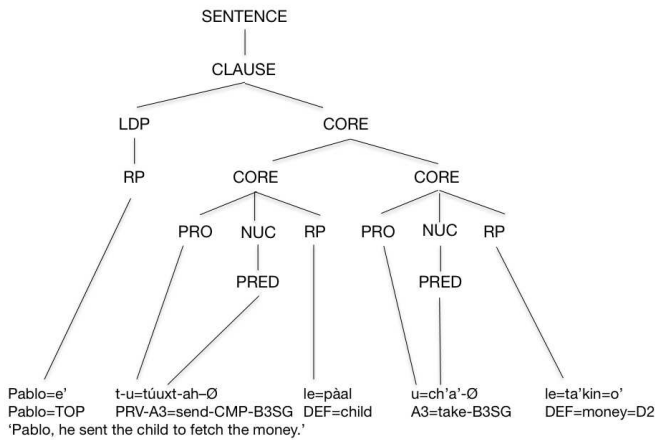 SENTENCE
CLAUSE
LDP CORE
RP CORE CORE
PRO NUC RP PRO NUC RP
PRED PRED
Pablo=e’ t-u=túuxt-ah–Ø le=pàal u=ch’a’-Ø le=ta’kin=o’
Pablo=TOP PRV-A3=send-CMP-B3SG DEF=child A3=take-B3SG DEF=money=D2
‘Pablo, he sent the child to fetch the money.’